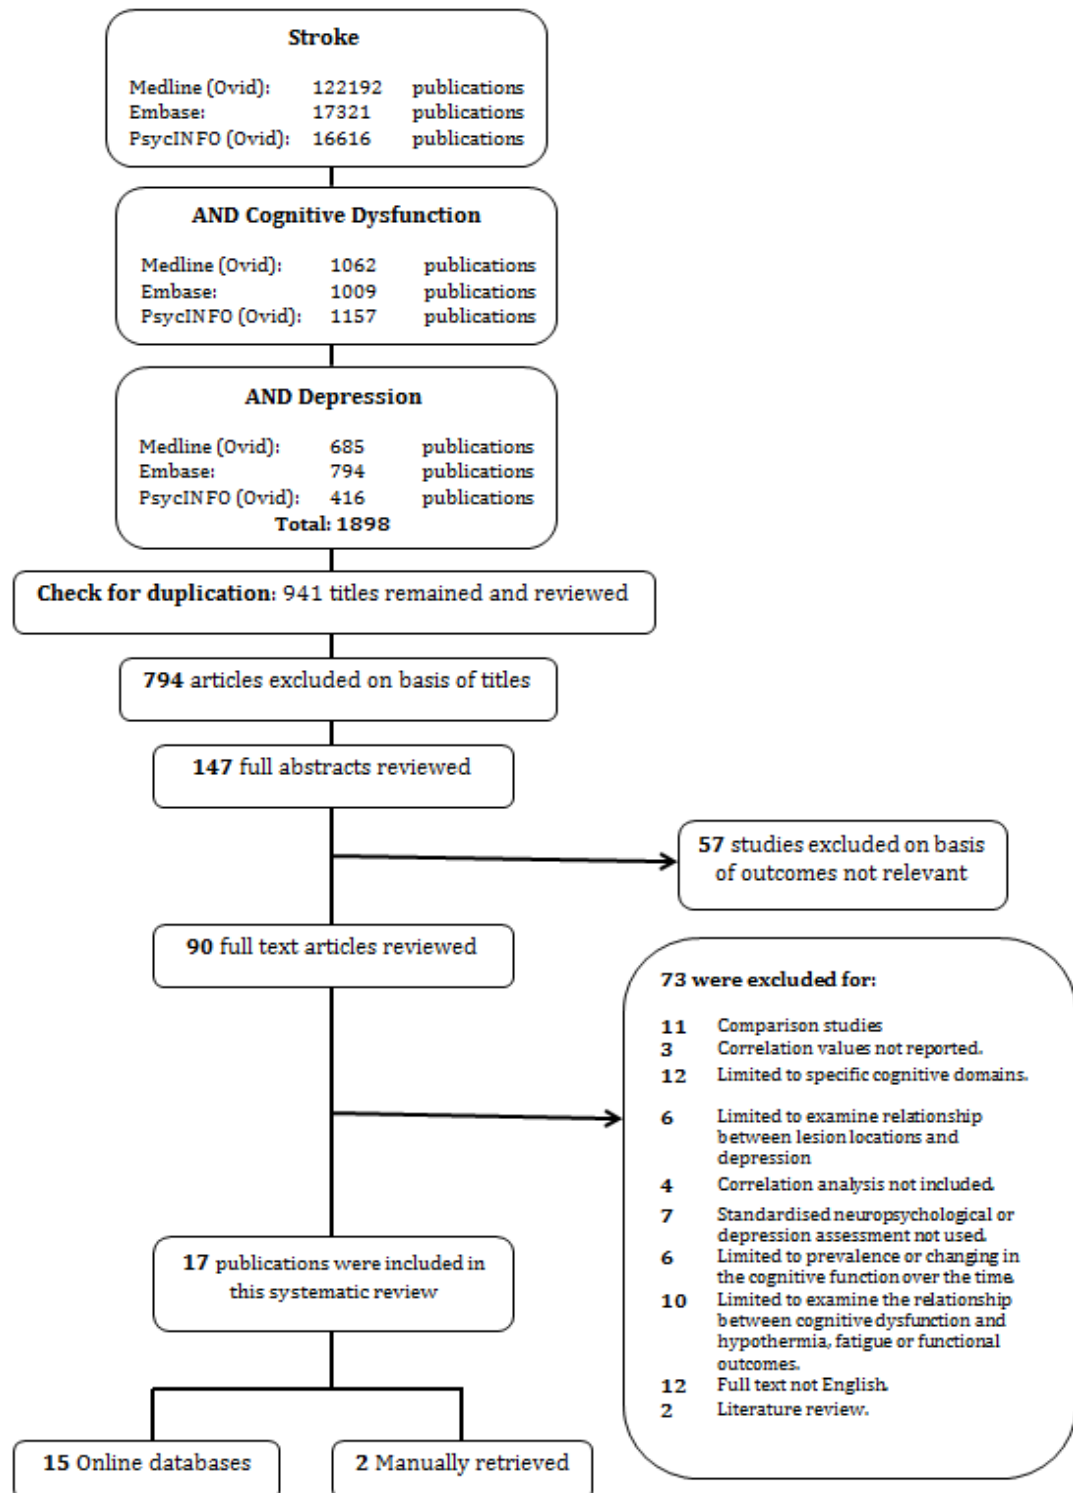 Stroke
Medline (Ovid): 122192 publications
Embase: 17321 publications
PsycINFO (Ovid): 16616 publications
AND Cognitive Dysfunction
Medline (Ovid): 1062 publications
Embase: 1009 publications
PsycINFO (Ovid): 1157 publications
AND Depression
Medline (Ovid): 685 publications
Embase: 794 publications
PsycINFO (Ovid): 416 publications
Total: 1898
Check for duplication: 941 titles remained and reviewed
794 articles excluded on basis of titles
147 full abstracts reviewed
57 studies excluded on basis
of outcomes not relevant
90 full text articles reviewed
73 were excluded for:
11 Comparison studies
3 Correlation values not reported.
12 Limited to specific cognitive domains.
6 Limited to examine relationship
between lesion locations and
depression
4 Correlation analysis not included.
7 Standardised neuropsychological or
depression assessment not used.
6 Limited to prevalence or changing in
the cognitive function over the time.
10 Limited to examine the relationship
between cognitive dysfunction and
hypothermia, fatigue or functional
outcomes.
12 Full text not English.
2 Literature review.
17 publications were included in
this systematic review
15 Online databases
2 Manually retrieved